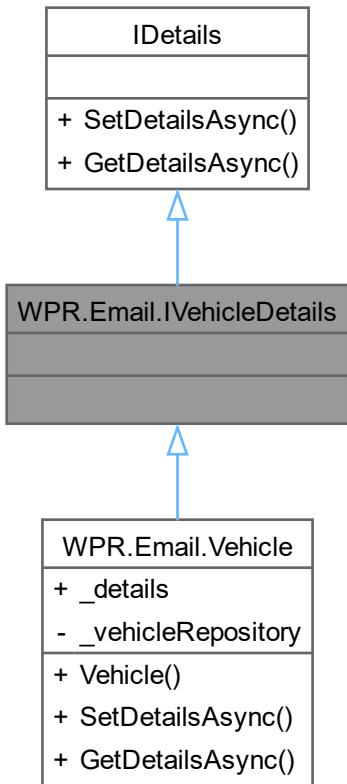 IDetails
+ SetDetailsAsync()
+ GetDetailsAsync()
WPR.Email.IVehicleDetails
WPR.Email.Vehicle
+ _details
- _vehicleRepository
+ Vehicle()
+ SetDetailsAsync()
+ GetDetailsAsync()